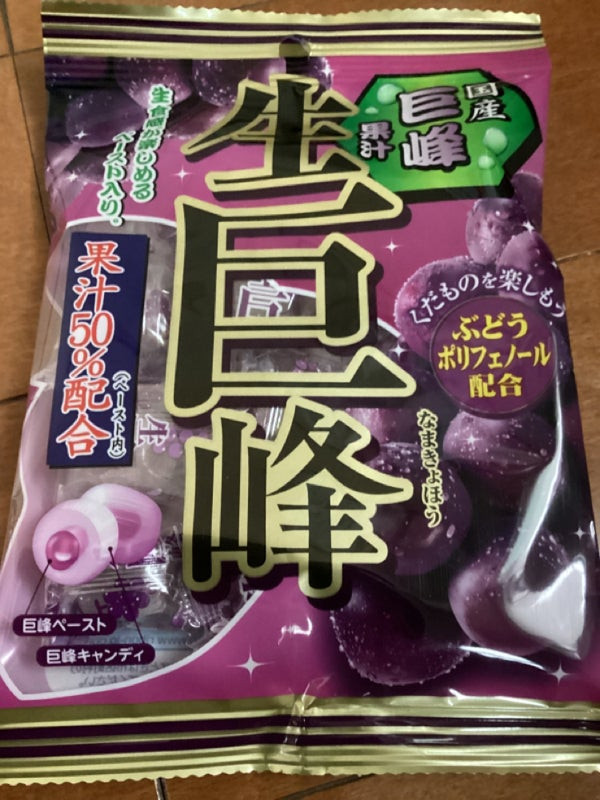 国産
巨峰
果汁
生食感が楽しめる
ペースト入り。
生巨峰
なまきょほう
果汁50%配合
(ペースト内)
くだものを楽しもう
ぶどう
ポリフェノール
配合
巨峰ペースト
巨峰キャンディ